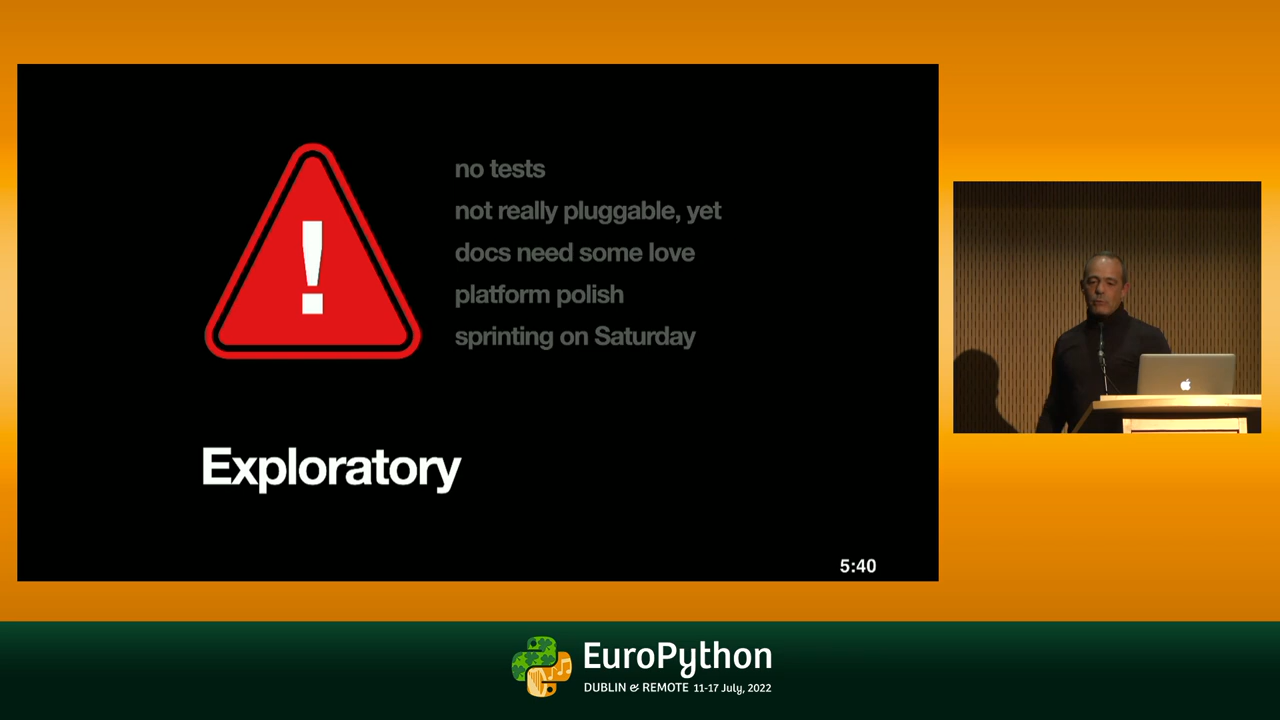 !
no tests
not really pluggable, yet
docs need some love
platform polish
sprinting on Saturday
Exploratory
5:40
EuroPython
DUBLIN & REMOTE 11-17 July, 2022